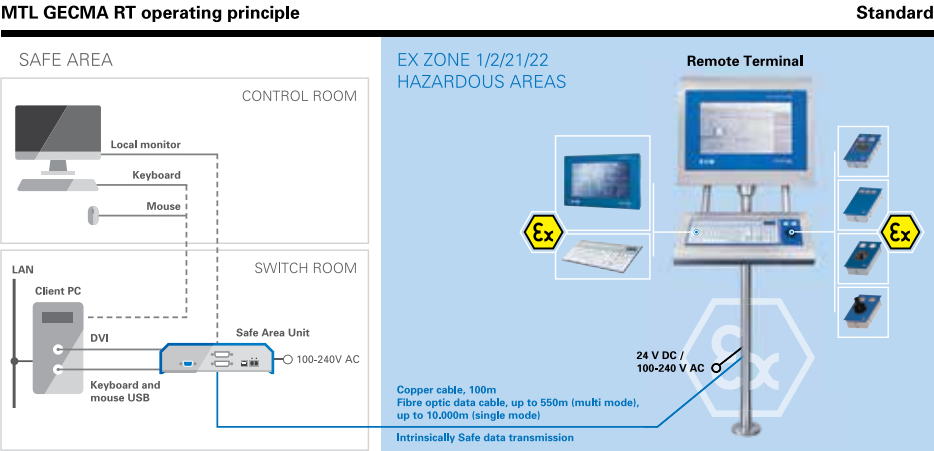 MTL GECMA RT operating principle
Standard
SAFE AREA
CONTROL ROOM
Local monitor
Keyboard
Mouse
SWITCH ROOM
LAN
Client PC
DVI
Safe Area Unit
100-240V AC
Keyboard and
mouse USB
EX ZONE 1/2/21/22
HAZARDOUS AREAS
Remote Terminal
Ex
Ex
Ex
24 V DC /
100-240 V AC
Copper cable, 100m
Fibre optic data cable, up to 550m (multi mode),
up to 10.000m (single mode)
Intrinsically Safe data transmission